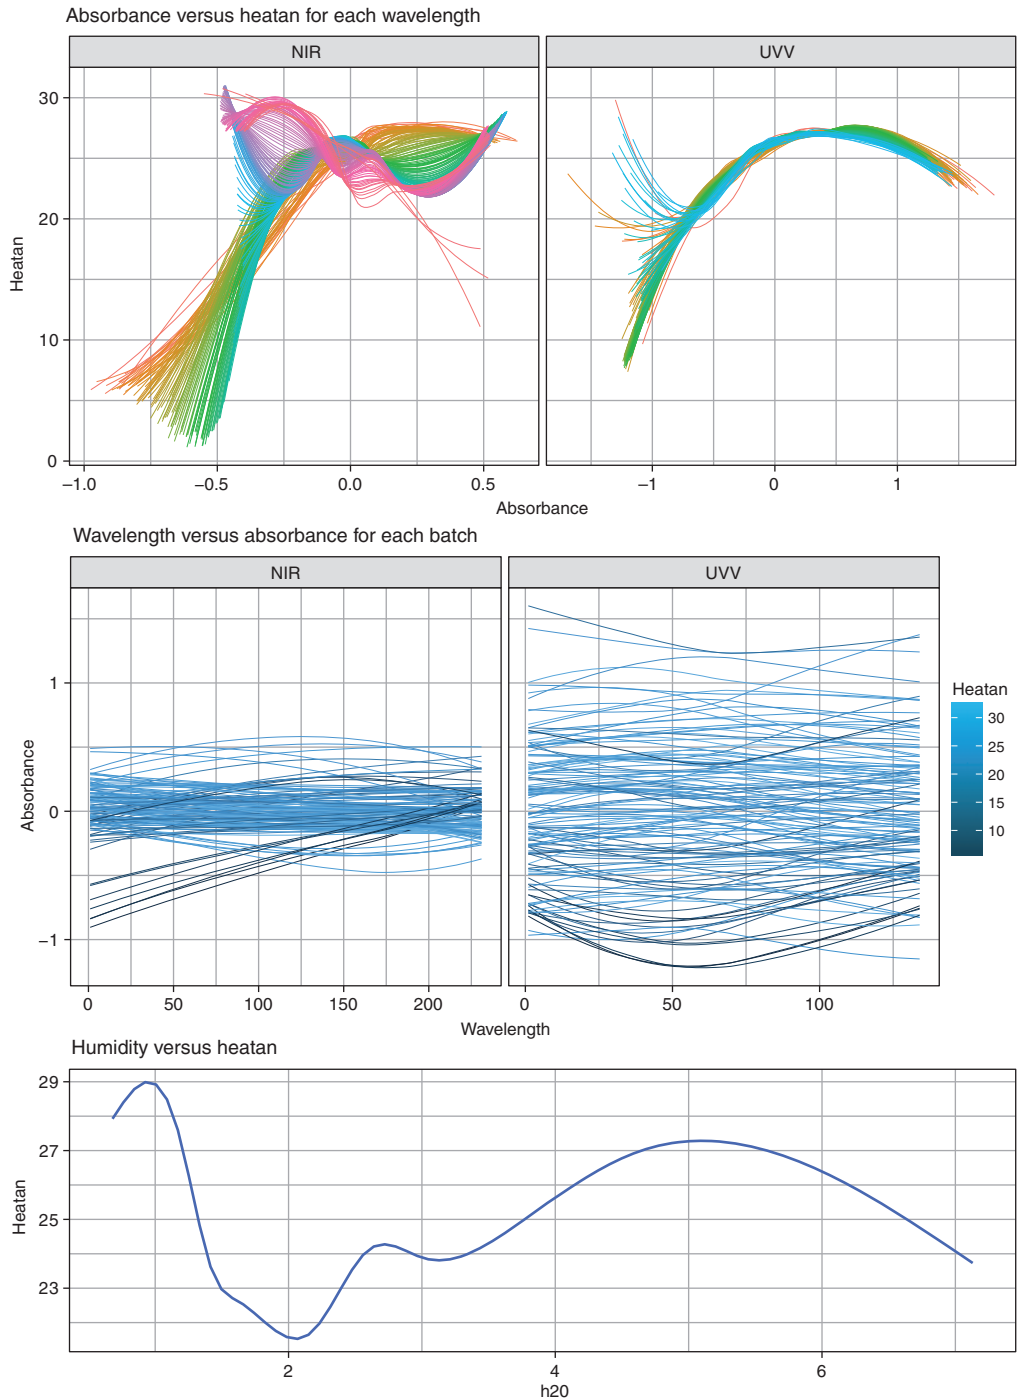 Absorbance versus heatan for each wavelength
NIR
UVV
30
20
10
0
Heatan
−1.0
−0.5
0.0
0.5
−1
0
1
Absorbance
Wavelength versus absorbance for each batch
NIR
UVV
1
0
−1
Absorbance
0
50
100
150
200
0
50
100
Wavelength
Heatan
30
25
20
15
10
Humidity versus heatan
29
27
25
23
Heatan
2
4
6
h20